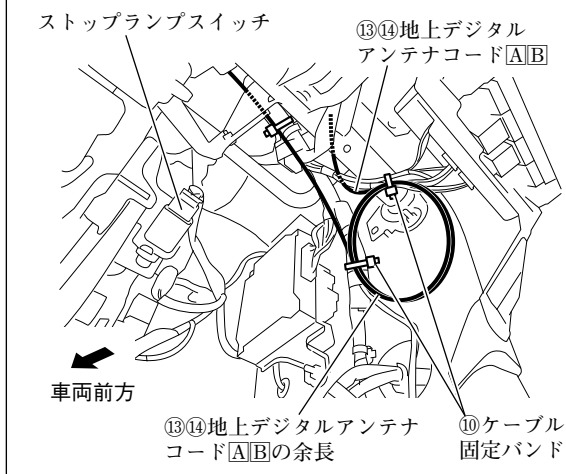 ストップランプスイッチ
⑬⑭地上デジタル
アンテナコードAB
車両前方
⑬⑭地上デジタルアンテナ
コードABの余長
⑩ケーブル
固定バンド